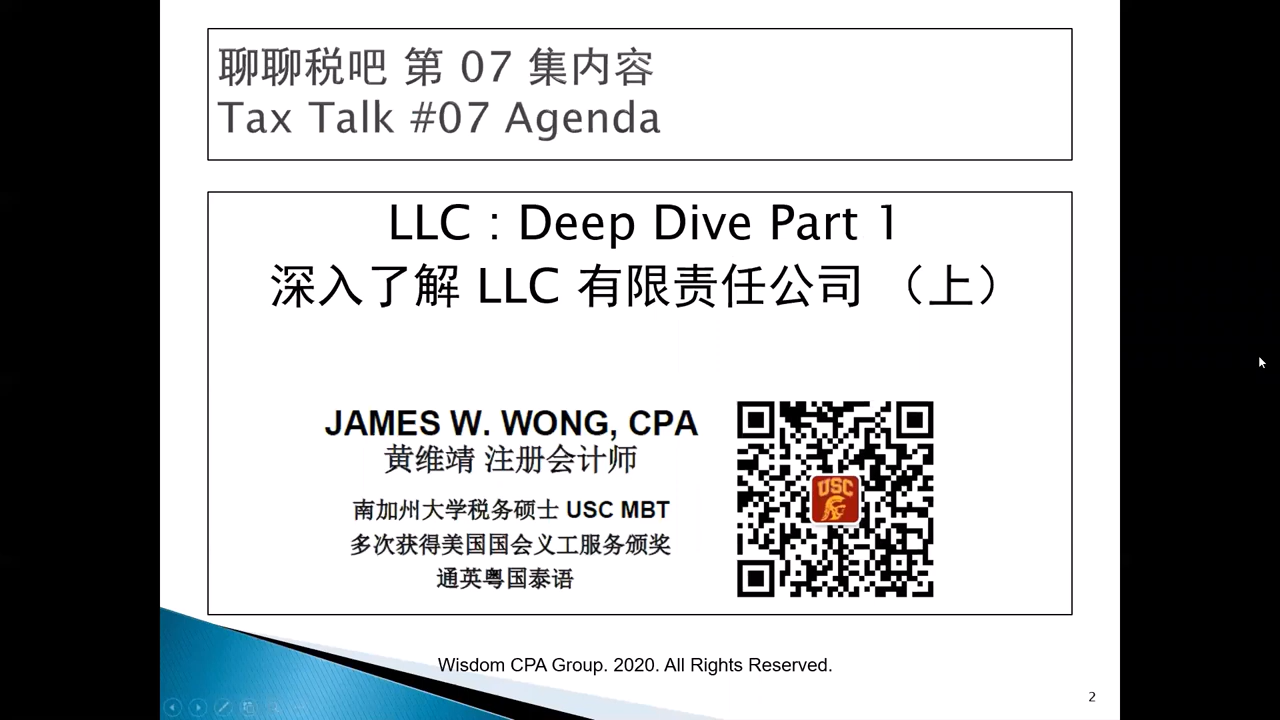 聊聊税吧 第 07 集内容
Tax Talk #07 Agenda
LLC : Deep Dive Part 1
深入了解 LLC 有限责任公司 （上）
JAMES W. WONG, CPA
黄维靖 注册会计师
南加州大学税务硕士 USC MBT
多次获得美国国会义工服务颁奖
通英粤国泰语
USC
Wisdom CPA Group. 2020. All Rights Reserved.
2